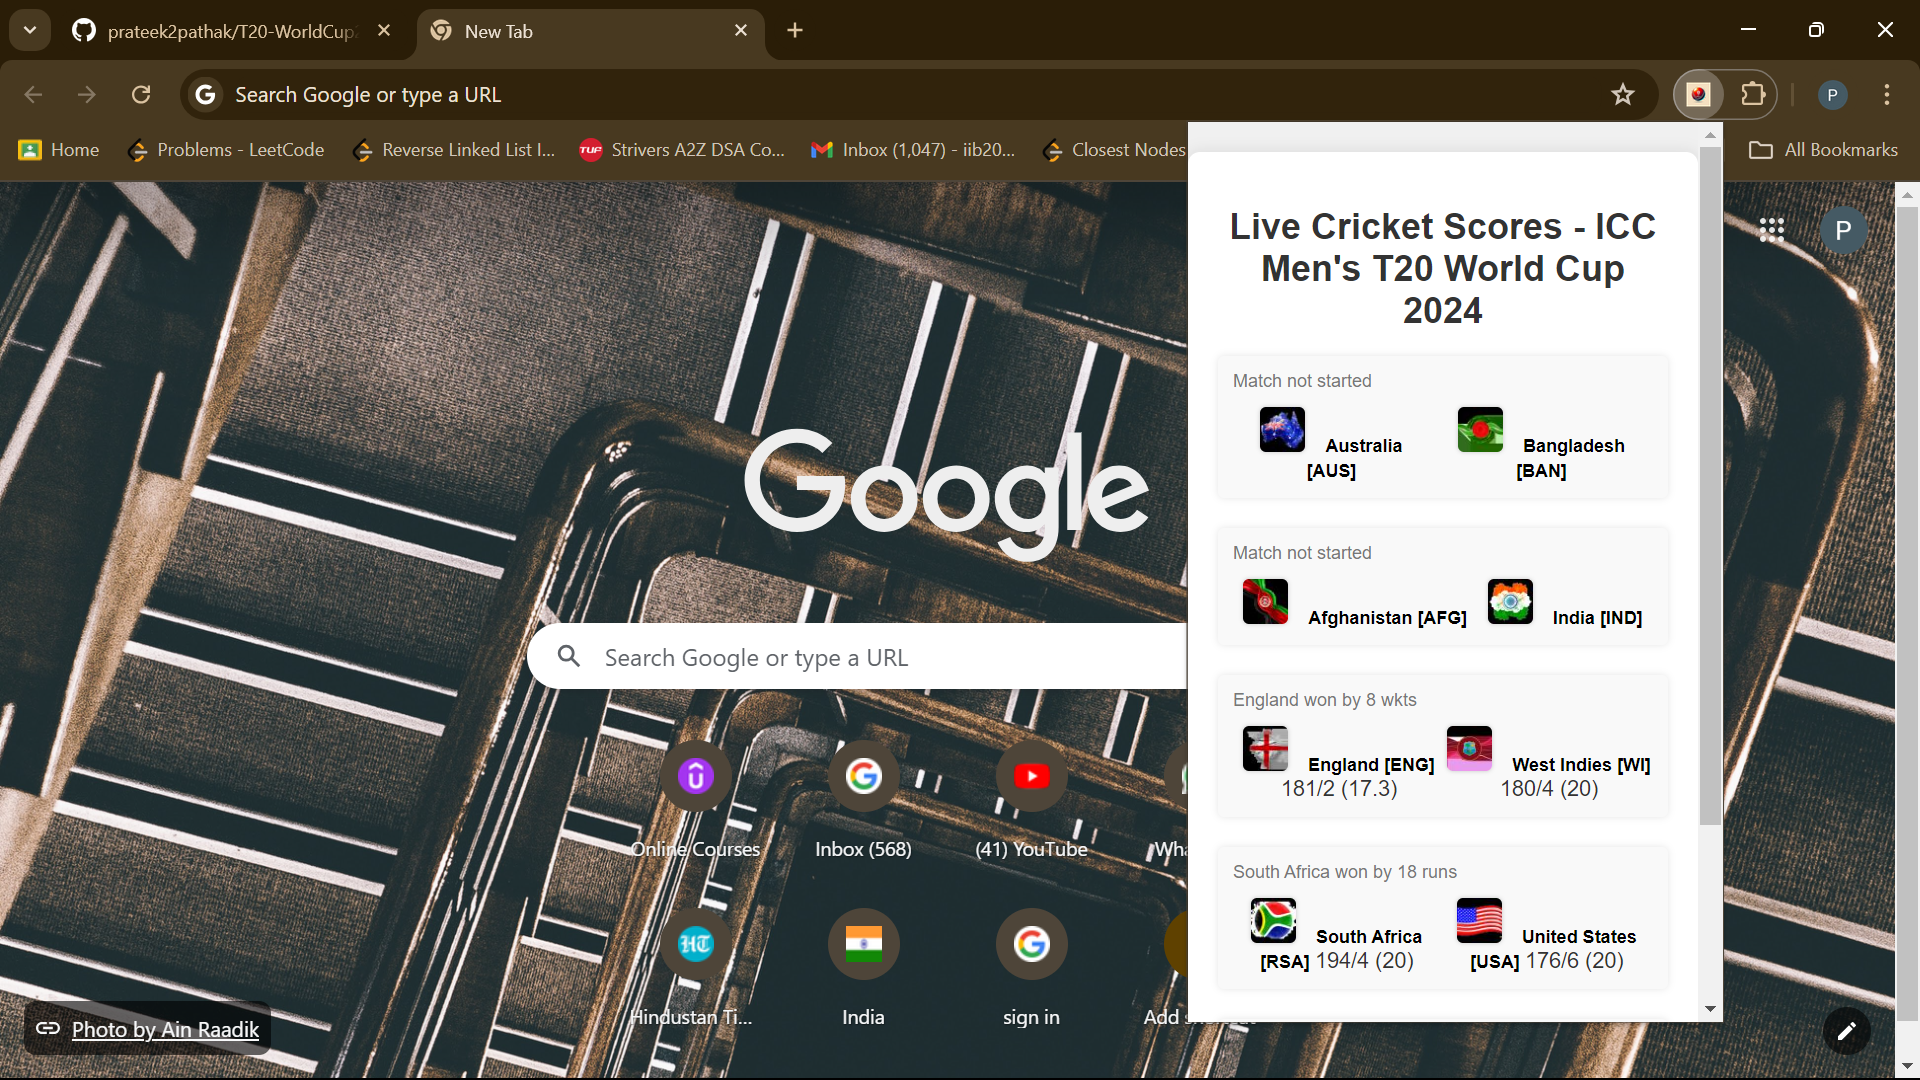 prateek2pathak/T20-WorldCup
New Tab
Search Google or type a URL
P
Home
Problems - LeetCode
Reverse Linked List I...
TUF
Strivers A2Z DSA Co...
Inbox (1,047) - iib20...
Closest Nodes
All Bookmarks
P
Live Cricket Scores - ICC
Men's T20 World Cup
2024
Match not started
Australia
[AUS]
Bangladesh
[BAN]
Match not started
Afghanistan [AFG]
India [IND]
England won by 8 wkts
England [ENG]
181/2 (17.3)
West Indies [WI]
180/4 (20)
South Africa won by 18 runs
South Africa
[RSA] 194/4 (20)
United States
[USA] 176/6 (20)
Google
Search Google or type a URL
Online Courses
Inbox (568)
(41) YouTube
HT
Hindustan Ti...
India
sign in
Add
Photo by Ain Raadik